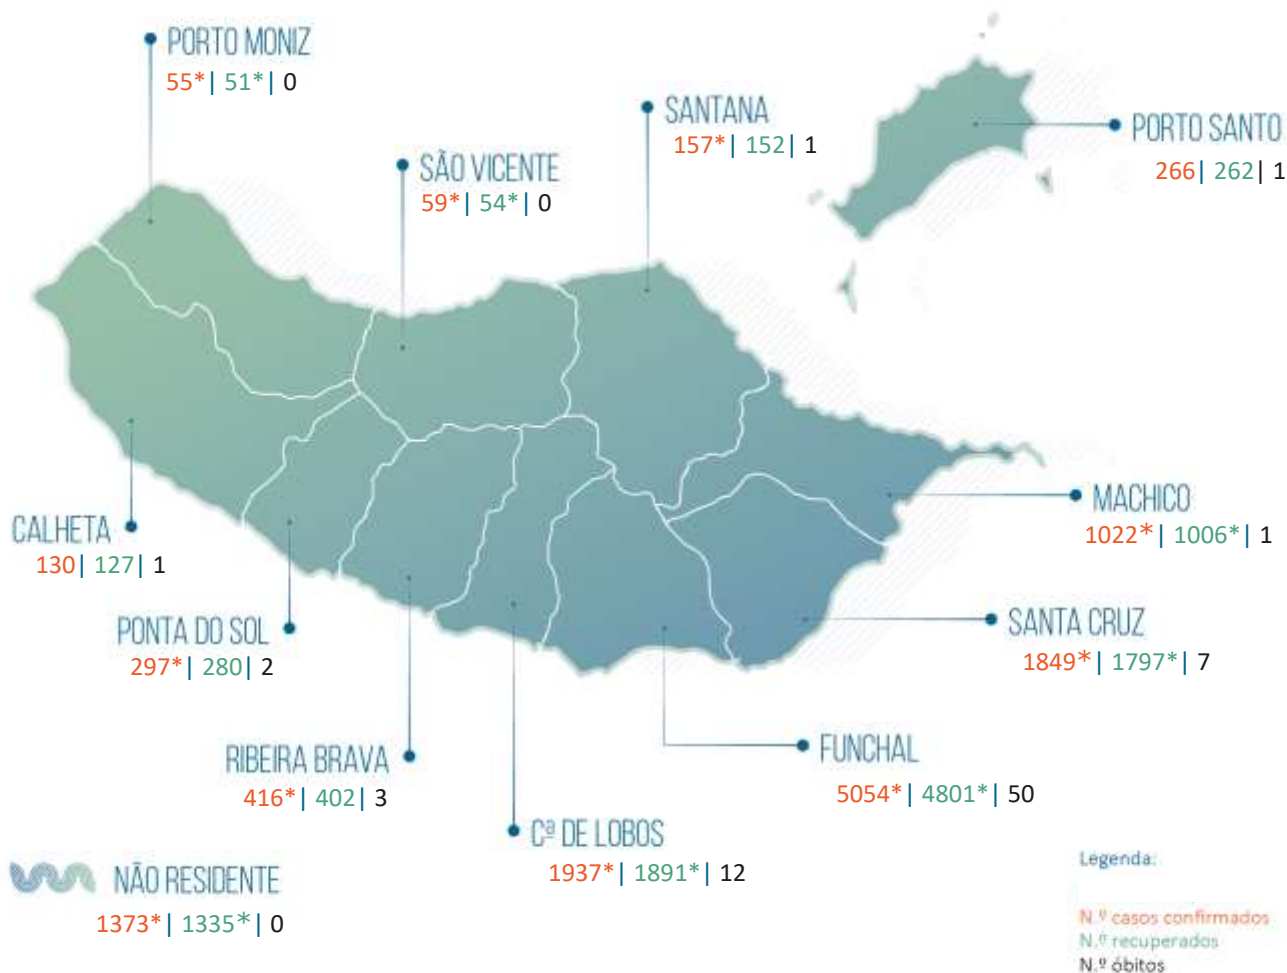 PORTO MONIZ
55*| 51*| 0
SANTANA
157*| 152| 1
PORTO SANTO
266| 262| 1
SÃO VICENTE
59*| 54*| 0
CALHETA
130| 127| 1
MACHICO
1022*| 1006*| 1
PONTA DO SOL
297*| 280| 2
SANTA CRUZ
1849*| 1797*| 7
RIBEIRA BRAVA
416*| 402| 3
FUNCHAL
5054*| 4801*| 50
Cª DE LOBOS
1937*| 1891*| 12
NÃO RESIDENTE
1373*| 1335*| 0
Legenda:
N.º casos confirmados
N.º recuperados
N.º óbitos